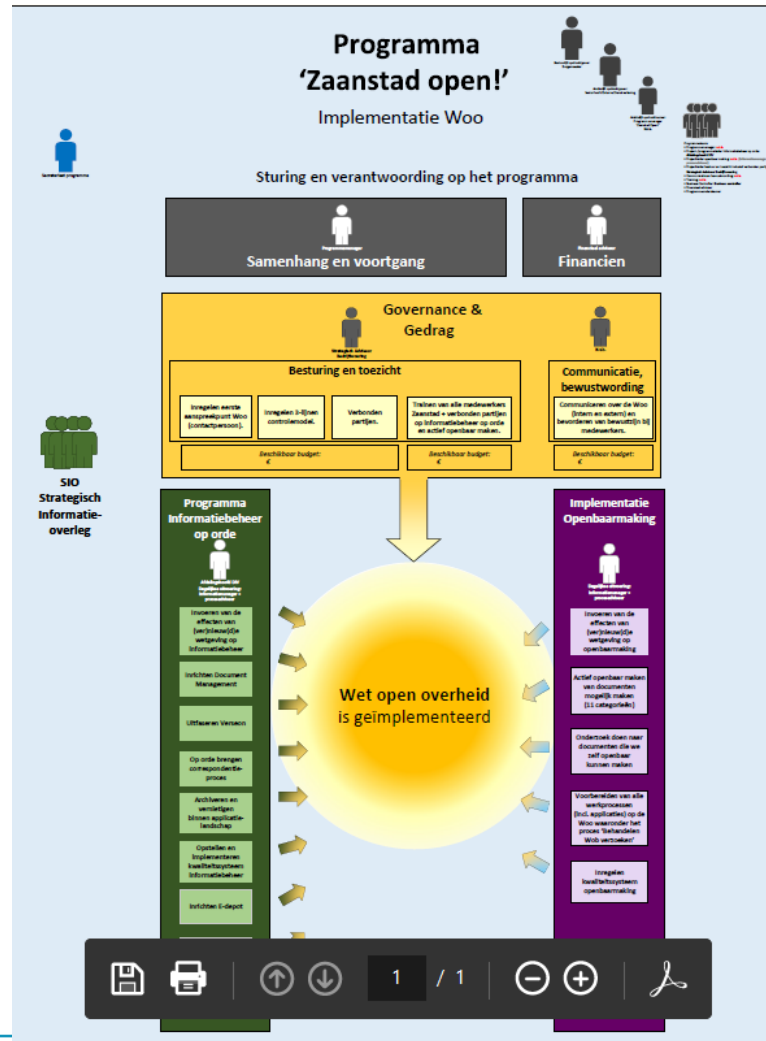 Programma
‘Zaanstad open!’
Implementatie Woo
Secretariaat programma
Sturing en verantwoording op het programma
Programmamanager
Samenhang en voortgang
Financieel adviseur
Financien
Governance &
Gedrag
Strategisch adviseur
Bedrijfsvoering
Besturing en toezicht
Inregelen eerste
aanspreekpunt Woo
(contactpersoon).
Inregelen 3-lijnen
controlemodel.
Verbonden
partijen.
Trainen van alle medewerkers
Zaanstad + verbonden partijen
op informatiebeheer op orde
en actief openbaar maken.
Communicatie,
bewustwording
Communiceren over de Woo
(intern en extern) en
bevorderen van bewustzijn bij
medewerkers.
Beschikbaar budget:
€
Beschikbaar budget:
€
Beschikbaar budget:
€
SIO
Strategisch
Informatie-
overleg
Programma
Informatiebeheer
op orde
Invoeren van de
effecten van
(ver)nieuw(d)e
wetgeving op
informatiebeheer
Inrichten Document
Management
Uitfaseren Verseon
Op orde brengen
correspondentie-
proces
Archiveren en
vernietigen
binnen applicatie-
landschap
Opstellen en
implementeren
kwaliteitssysteem
informatiebeheer
Inrichten E-depot
Wet open overheid
is geïmplementeerd
Implementatie
Openbaarmaking
Invoeren van de
effecten van
(ver)nieuw(d)e
wetgeving op
openbaarmaking
Actief openbaar maken
van documenten
mogelijk maken
(11 categorieën)
Onderzoek doen naar
documenten die we
zelf openbaar
kunnen maken
Voorbereiden van alle
werkprocessen
(incl. applicaties) op de
Woo waaronder het
proces ‘Behandelen
Wob verzoeken’
Inregelen
kwaliteitssysteem
openbaarmaking
1 / 1